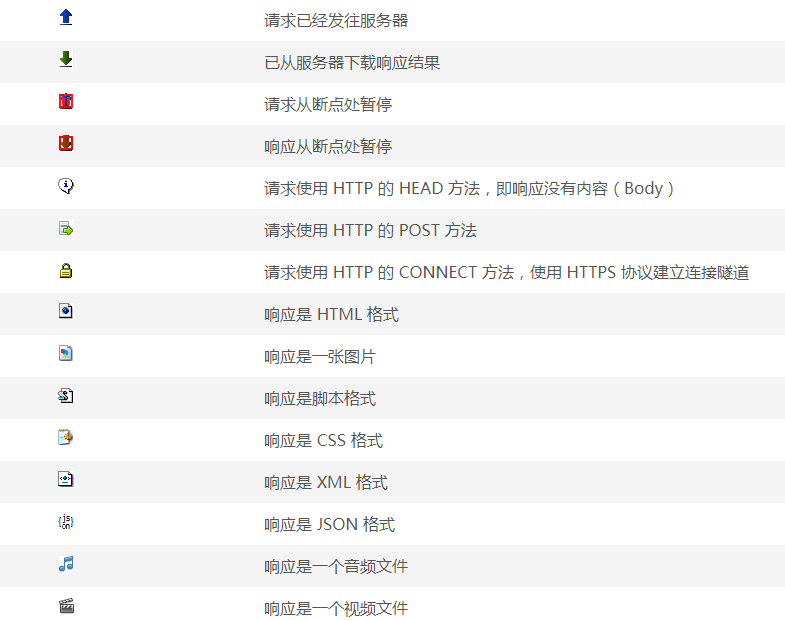 请求已经发往服务器
已从服务器下载响应结果
请求从断点处暂停
响应从断点处暂停
请求使用 HTTP 的 HEAD 方法，即响应没有内容（Body）
请求使用 HTTP 的 POST 方法
请求使用 HTTP 的 CONNECT 方法，使用 HTTPS 协议建立连接隧道
响应是 HTML 格式
响应是一张图片
响应是脚本格式
响应是 CSS 格式
响应是 XML 格式
{js on} 响应是 JSON 格式
响应是一个音频文件
响应是一个视频文件